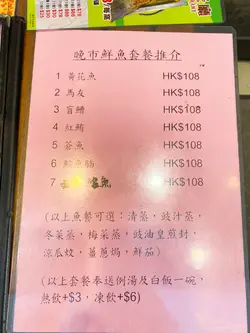 晚市鮮魚套餐推介
1 黃花魚 HK$108
2 馬友 HK$108
3 盲鰽 HK$108
4 紅鮋 HK$108
5 茶魚 HK$108
6 HK$108
7 HK$108
(以上魚餐可選：清蒸，豉汁蒸，
冬菜蒸，梅菜蒸，豉油皇煎封，
涼瓜炆，薑蔥焗，鮮茄)
(以上套餐奉送例湯及白飯一碗，
熱飲+$3，凍飲+$6)